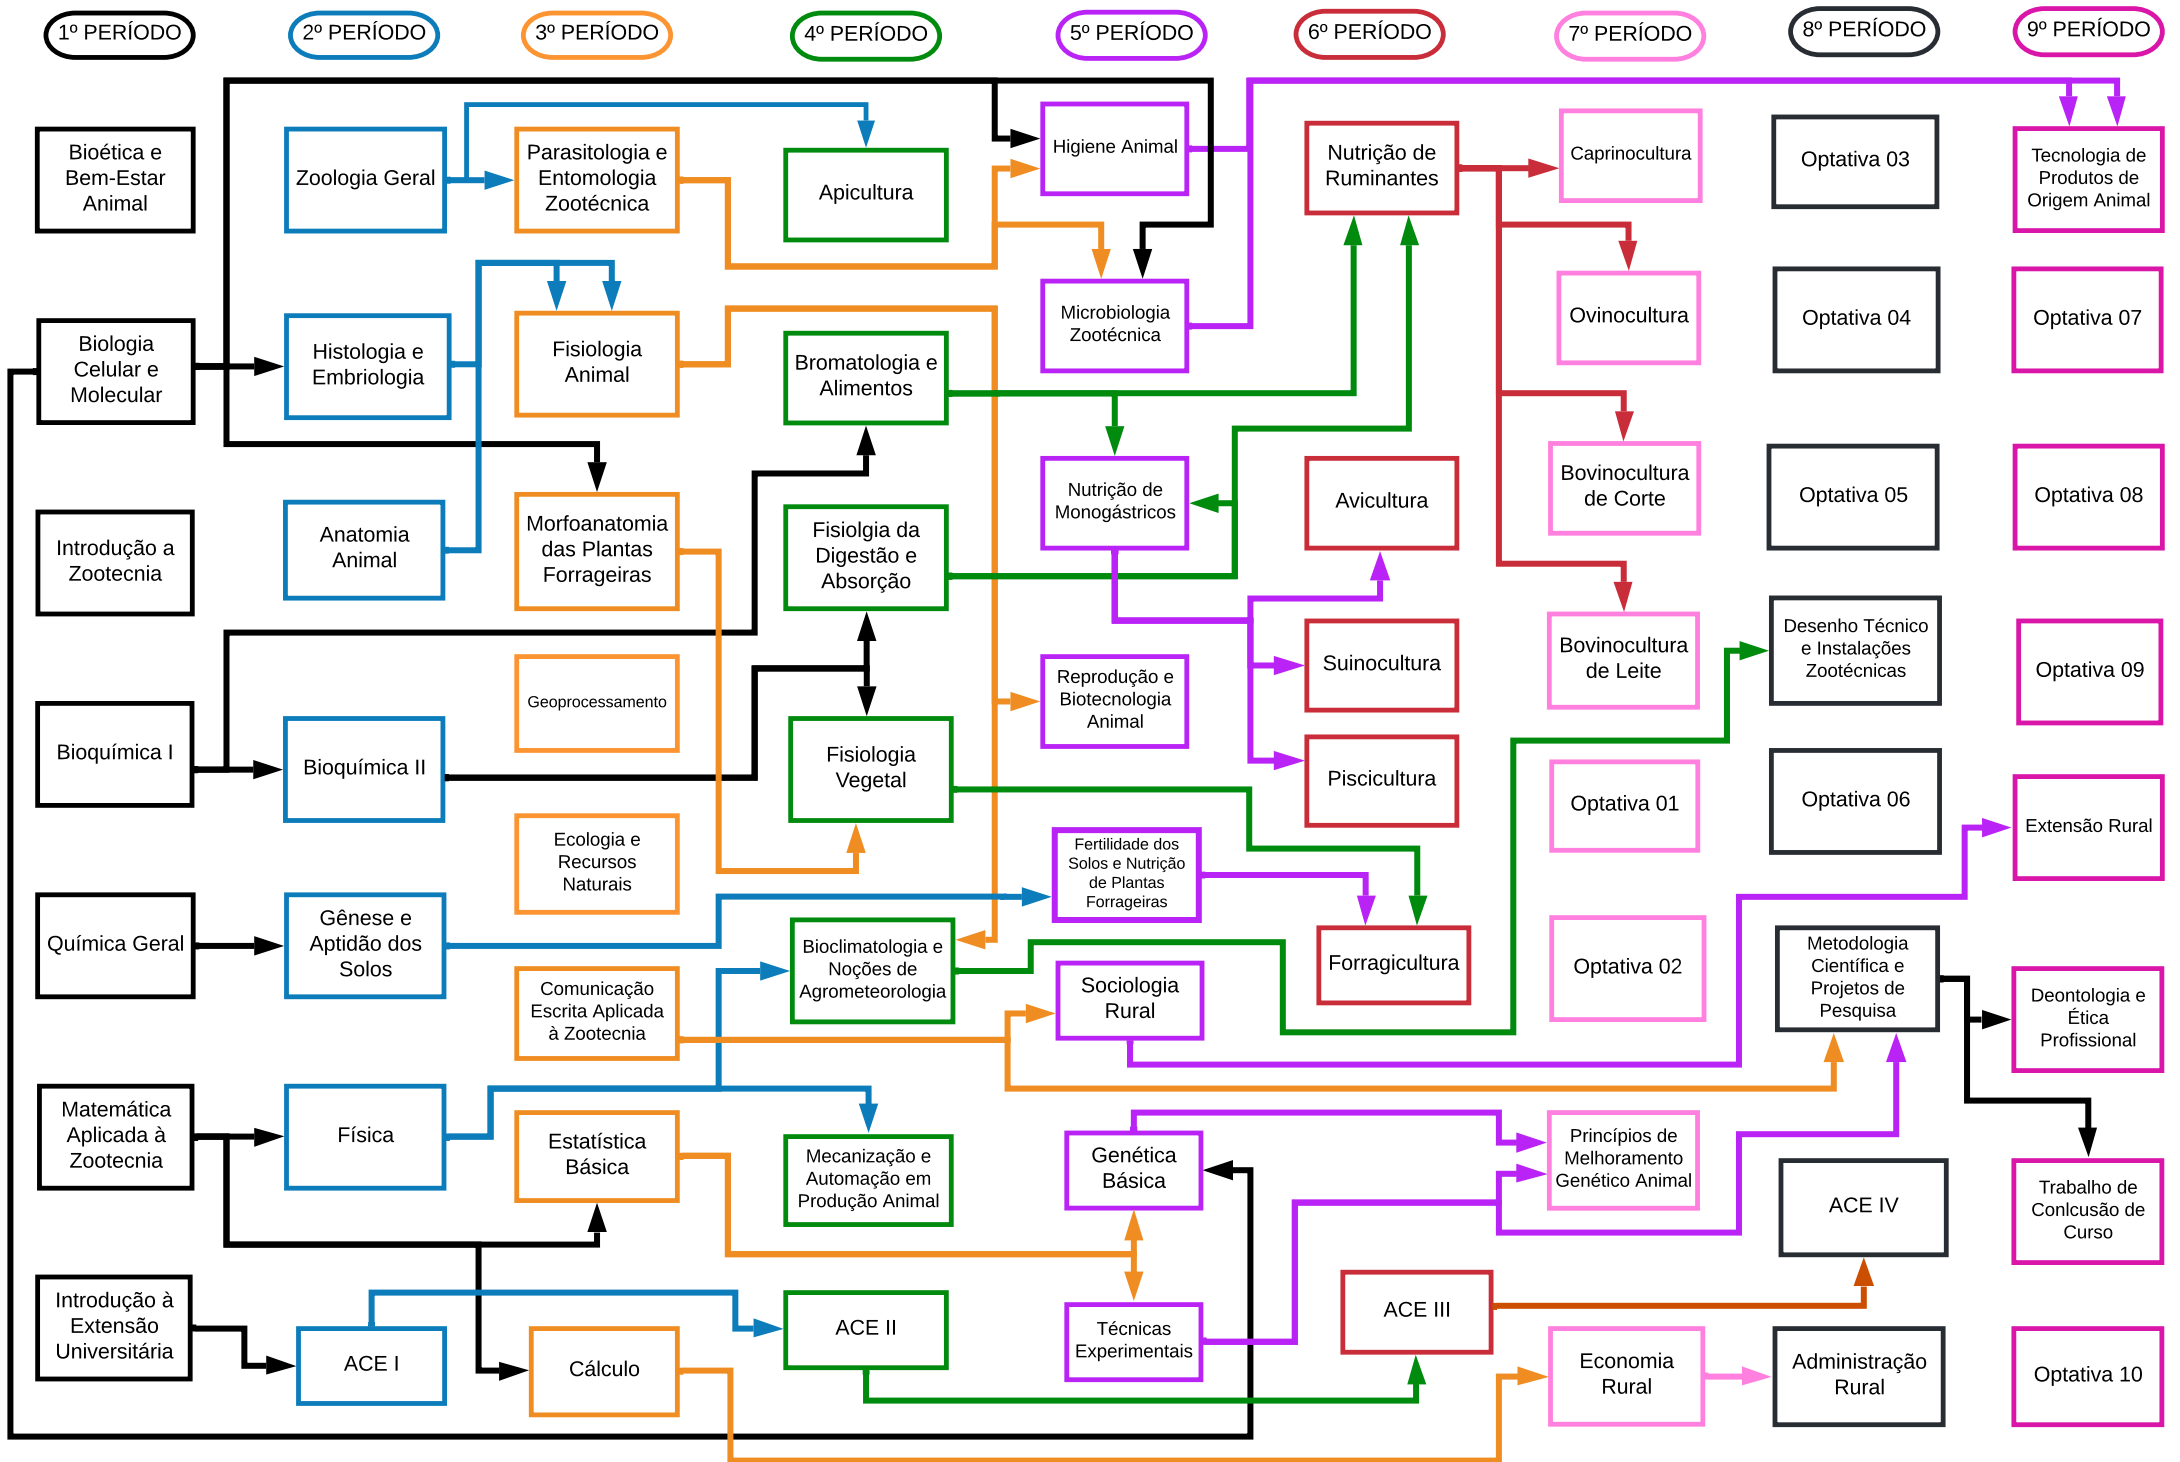 1º PERÍODO
2º PERÍODO
3º PERÍODO
4º PERÍODO
5º PERÍODO
6º PERÍODO
7º PERÍODO
8º PERÍODO
9º PERÍODO
Bioética e
Bem-Estar
Animal
Biologia
Celular e
Molecular
Introdução a
Zootecnia
Bioquímica I
Química Geral
Matemática
Aplicada à
Zootecnia
Introdução à
Extensão
Universitária
Zoologia Geral
Histologia e
Embriologia
Anatomia
Animal
Bioquímica II
Gênese e
Aptidão dos
Solos
Física
ACE I
Parasitologia e
Entomologia
Zootécnica
Fisiologia
Animal
Morfoanatomia
das Plantas
Forrageiras
Geoprocessamento
Ecologia e
Recursos
Naturais
Comunicação
Escrita Aplicada
à Zootecnia
Estatística
Básica
Cálculo
Apicultura
Bromatologia e
Alimentos
Fisiolgia da
Digestão e
Absorção
Fisiologia
Vegetal
Bioclimatologia e
Noções de
Agrometeorologia
Mecanização e
Automação em
Produção Animal
ACE II
Higiene Animal
Microbiologia
Zootécnica
Nutrição de
Monogástricos
Reprodução e
Biotecnologia
Animal
Fertilidade dos
Solos e Nutrição
de Plantas
Forrageiras
Sociologia
Rural
Genética
Básica
Técnicas
Experimentais
Nutrição de
Ruminantes
Avicultura
Suinocultura
Piscicultura
Forragicultura
ACE III
Caprinocultura
Ovinocultura
Bovinocultura
de Corte
Bovinocultura
de Leite
Optativa 01
Optativa 02
Princípios de
Melhoramento
Genético Animal
Economia
Rural
Optativa 03
Optativa 04
Optativa 05
Desenho Técnico
e Instalações
Zootécnicas
Optativa 06
Metodologia
Científica e
Projetos de
Pesquisa
ACE IV
Administração
Rural
Tecnologia de
Produtos de
Origem Animal
Optativa 07
Optativa 08
Optativa 09
Extensão Rural
Deontologia e
Ética
Profissional
Trabalho de
Conlcusão de
Curso
Optativa 10